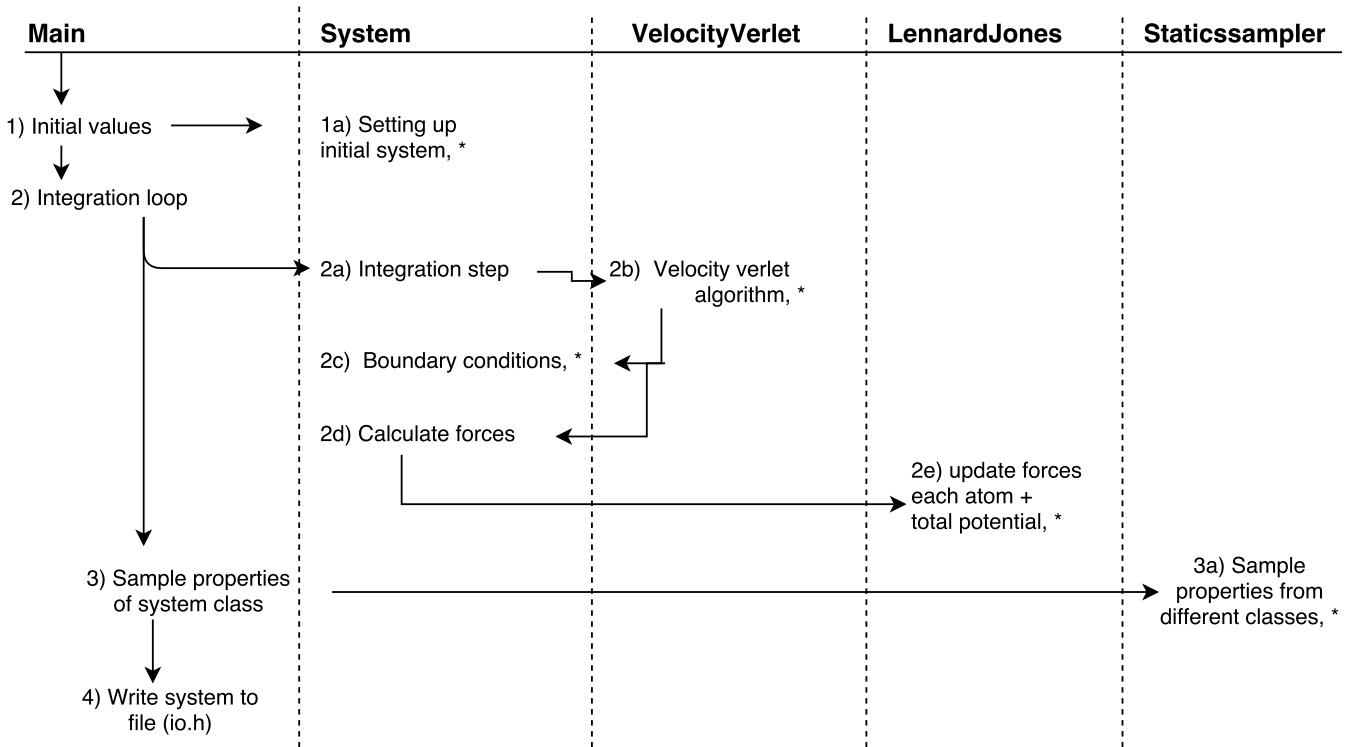 Main
System
VelocityVerlet
LennardJones
Staticssampler
1) Initial values
1a) Setting up
initial system, *
2) Integration loop
2a) Integration step
2b) Velocity verlet
algorithm, *
2c) Boundary conditions, *
2d) Calculate forces
2e) update forces
each atom +
total potential, *
3) Sample properties
of system class
3a) Sample
properties from
different classes, *
4) Write system to
file (io.h)